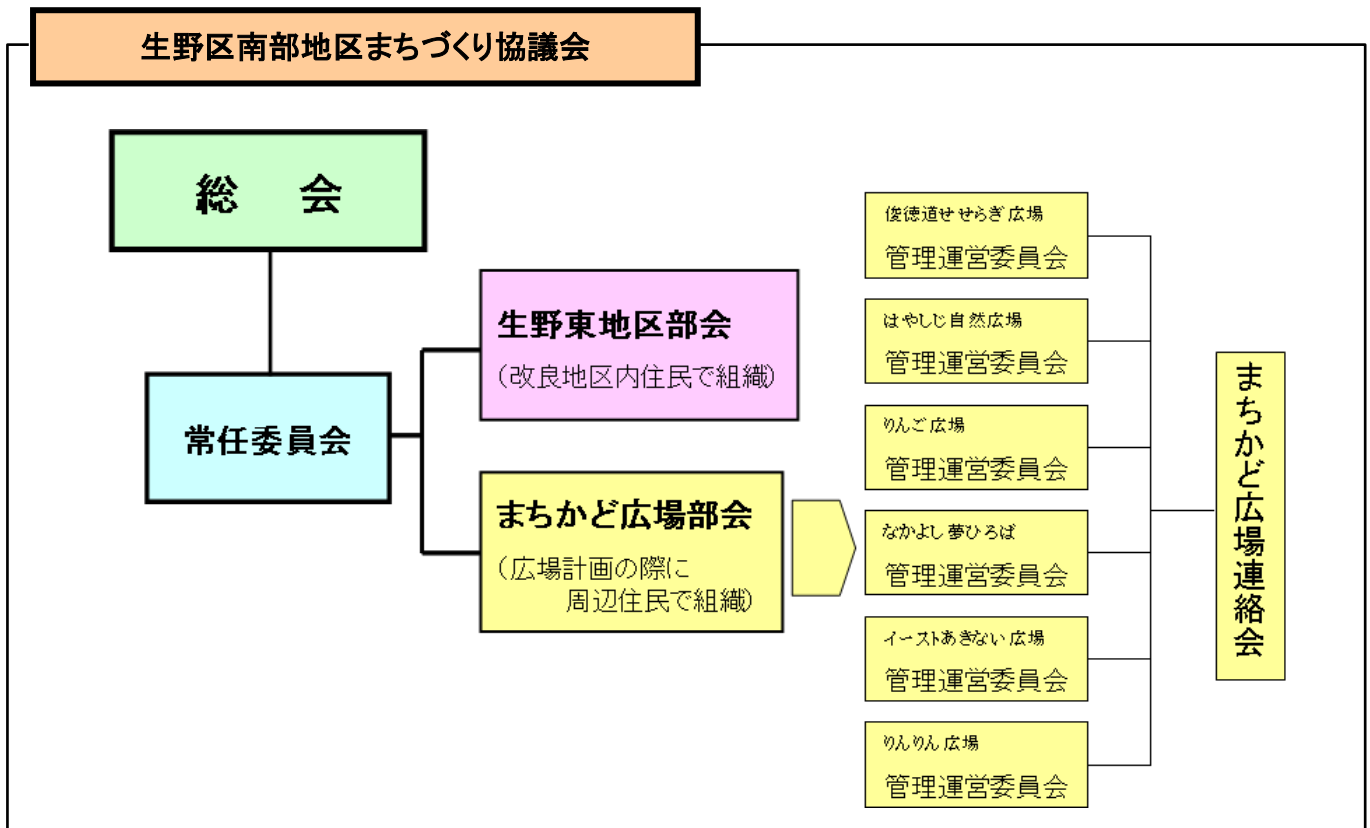 生野区南部地区まちづくり協議会
総 会
常任委員会
生野東地区部会
(改良地区内住民で組織)
まちかど広場部会
(広場計画の際に
周辺住民で組織)
俊徳道せせらぎ広場
管理運営委員会
はやしじ自然広場
管理運営委員会
りんご広場
管理運営委員会
なかよし夢ひろば
管理運営委員会
イーストあきない広場
管理運営委員会
りんりん広場
管理運営委員会
まちかど広場連絡会